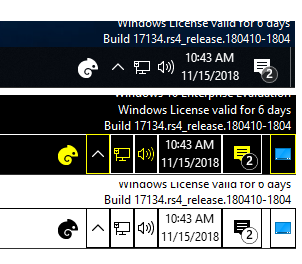 Windows License valid for 6 days
Build 17134.rs4_release.180410-1804
10:43 AM
11/15/2018
2
Windows 10 Enterprise Evaluation
Windows License valid for 6 days
Build 17134.rs4_release.180410-1804
10:43 AM
11/15/2018
2
Windows License valid for 6 days
Build 17134.rs4_release.180410-1804
10:43 AM
11/15/2018
2